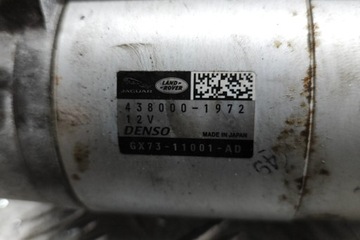 JAGUAR LAND-ROVER
438000-1972
12V
DENSO MADE IN JAPAN
GX73-11001-AD